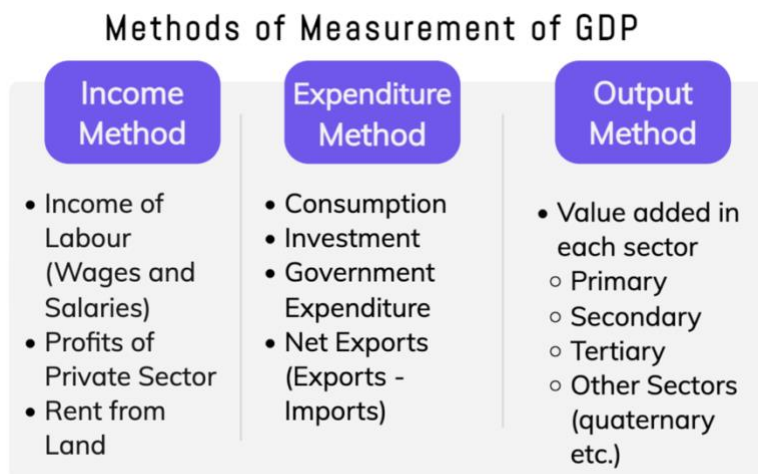 Methods of Measurement of GDP
Income
Method
• Income of
Labour
(Wages and
Salaries)
• Profits of
Private Sector
• Rent from
Land
Expenditure
Method
• Consumption
• Investment
• Government
Expenditure
• Net Exports
(Exports -
Imports)
Output
Method
• Value added in
each sector
○ Primary
○ Secondary
○ Tertiary
○ Other Sectors
(quaternary
etc.)